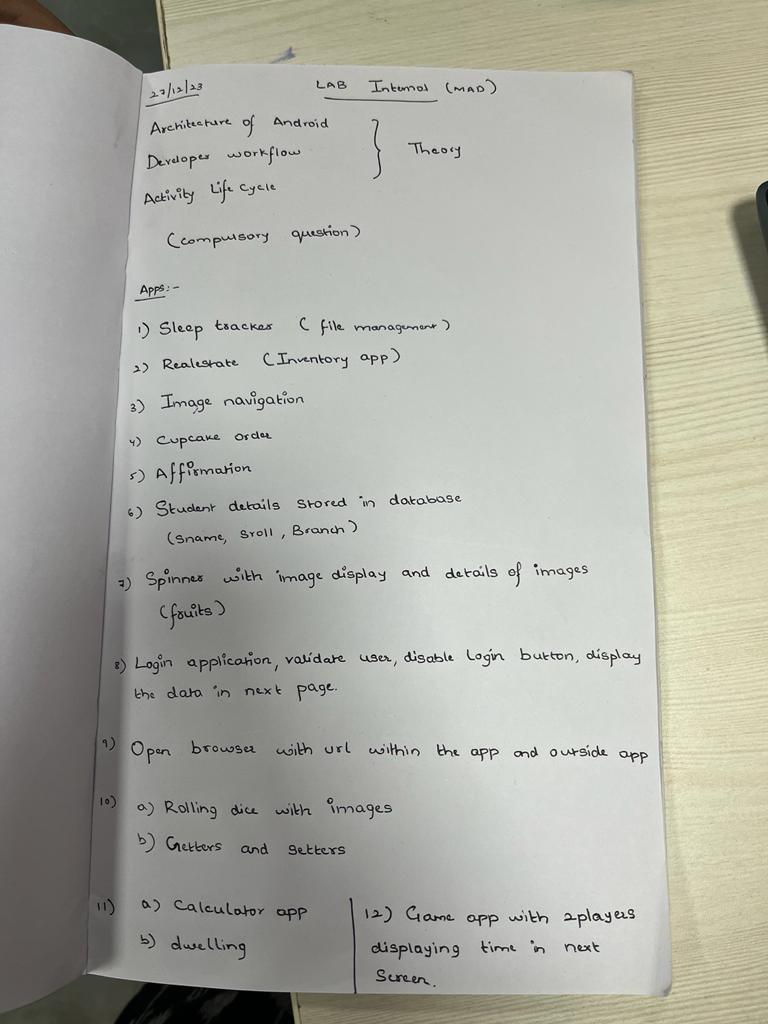 27/12/23
LAB Internal (MAD)
Architecture of Android
Developer workflow
Activity Life Cycle
} Theory
(compulsory question)
Apps:-
1) Sleep tracker ( file management)
2) Realestate (Inventory app)
3) Image navigation
4) Cupcake order
5) Affirmation
6) Student details stored in database
(Sname, Sroll, Branch)
7) Spinner with image display and details of images
(fruits)
8) Login application, validate user, disable Login button, display
the data in next page.
9) Open browser with url within the app and outside app
10) a) Rolling dice with images
b) Getters and setters
11) a) Calculator app
b) dwelling
12) Game app with 2players
displaying time in next
Screen.